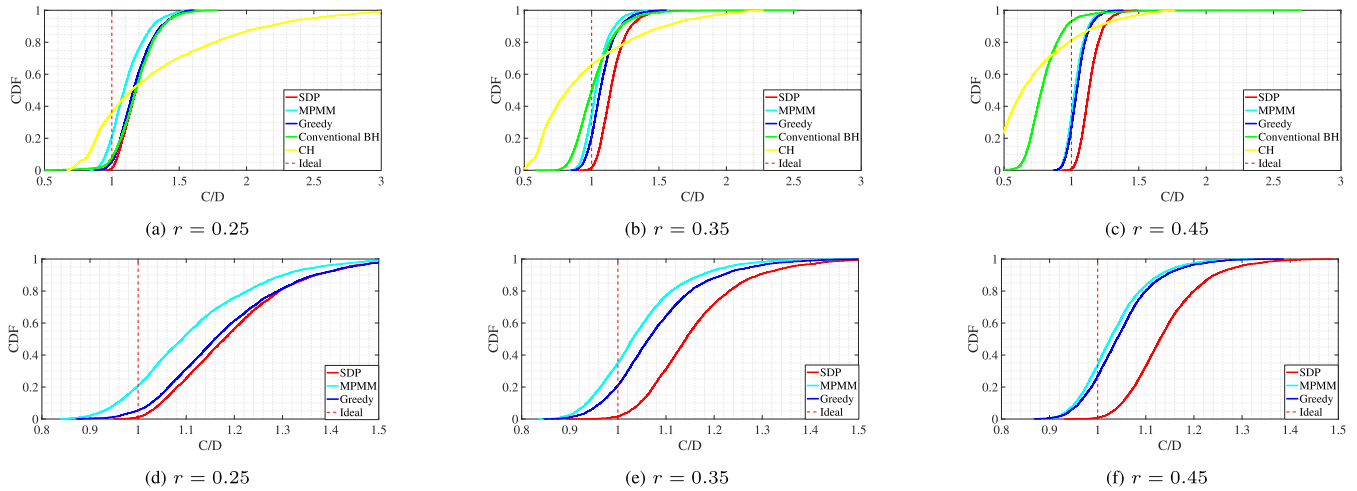 1
0.8
0.6
0.4
0.2
0
CDF
0.5
1
1.5
2
2.5
3
C/D
SDP
MPMM
Greedy
Conventional BH
CH
Ideal
(a) r = 0.25
1
0.8
0.6
0.4
0.2
0
CDF
0.5
1
1.5
2
2.5
3
C/D
SDP
MPMM
Greedy
Conventional BH
CH
Ideal
(b) r = 0.35
1
0.8
0.6
0.4
0.2
0
CDF
0.5
1
1.5
2
2.5
3
C/D
SDP
MPMM
Greedy
Conventional BH
CH
Ideal
(c) r = 0.45
1
0.8
0.6
0.4
0.2
0
CDF
0.8
0.9
1
1.1
1.2
1.3
1.4
1.5
C/D
SDP
MPMM
Greedy
Ideal
(d) r = 0.25
1
0.8
0.6
0.4
0.2
0
CDF
0.8
0.9
1
1.1
1.2
1.3
1.4
1.5
C/D
SDP
MPMM
Greedy
Ideal
(e) r = 0.35
1
0.8
0.6
0.4
0.2
0
CDF
0.8
0.9
1
1.1
1.2
1.3
1.4
1.5
C/D
SDP
MPMM
Greedy
Ideal
(f) r = 0.45